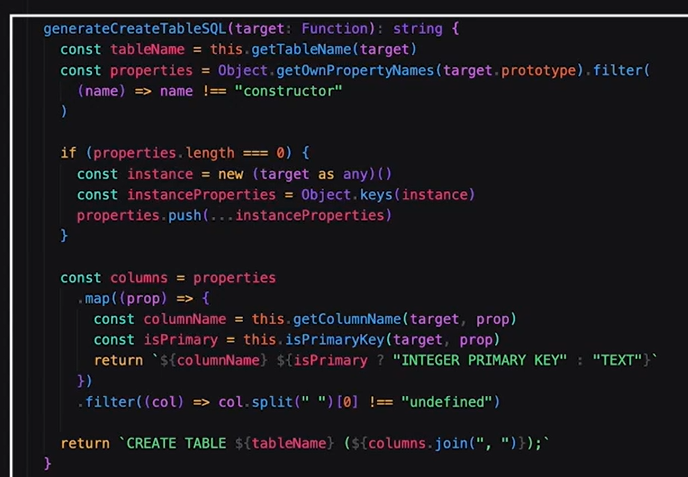 generateCreateTableSQL(target: Function): string {
const tableName = this.getTableName(target)
const properties = Object.getOwnPropertyNames(target.prototype).filter(
(name) => name !== "constructor"
)
if (properties.length === 0) {
const instance = new (target as any)()
const instanceProperties = Object.keys(instance)
properties.push(...instanceProperties)
}
const columns = properties
.map((prop) => {
const columnName = this.getColumnName(target, prop)
const isPrimary = this.isPrimaryKey(target, prop)
return `${columnName} ${isPrimary ? "INTEGER PRIMARY KEY" : "TEXT"}`
})
.filter((col) => col.split(" ")[0] !== "undefined")
return `CREATE TABLE ${tableName} (${columns.join(", ")});`
}